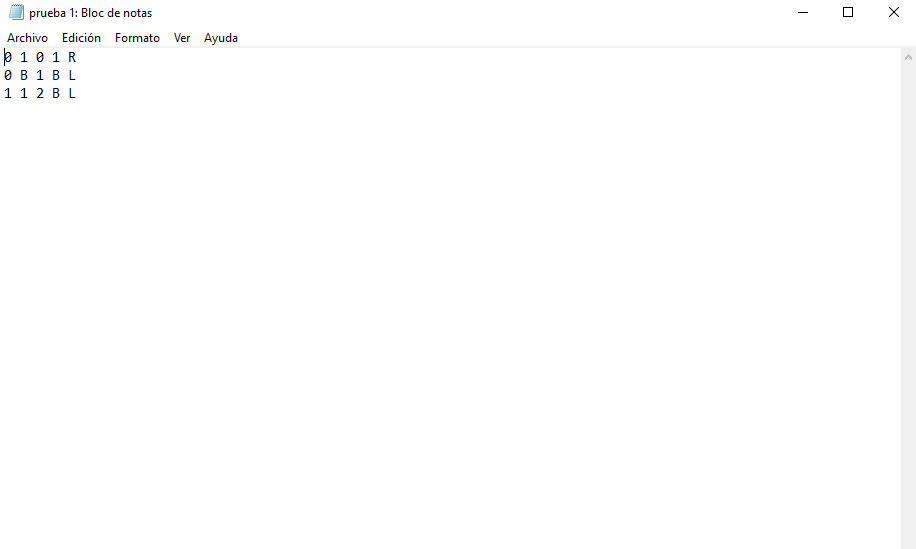 prueba 1: Bloc de notas
Archivo Edición Formato Ver Ayuda
0 1 0 1 R
0 B 1 B L
1 1 2 B L